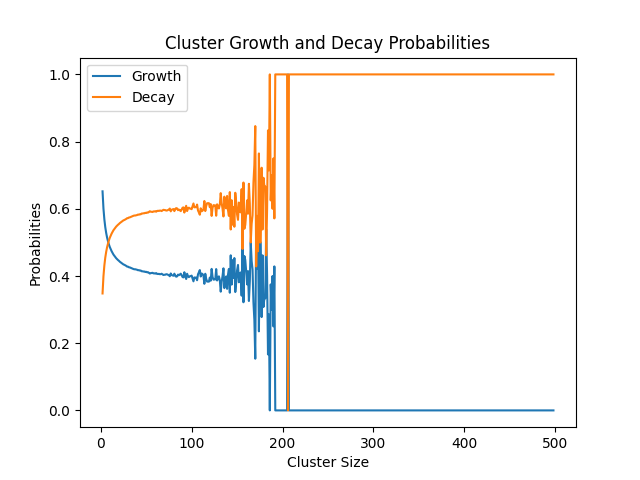 Cluster Growth and Decay Probabilities
Growth
Decay
1.0
0.8
0.6
0.4
0.2
0.0
Probabilities
0
100
200
300
400
500
Cluster Size